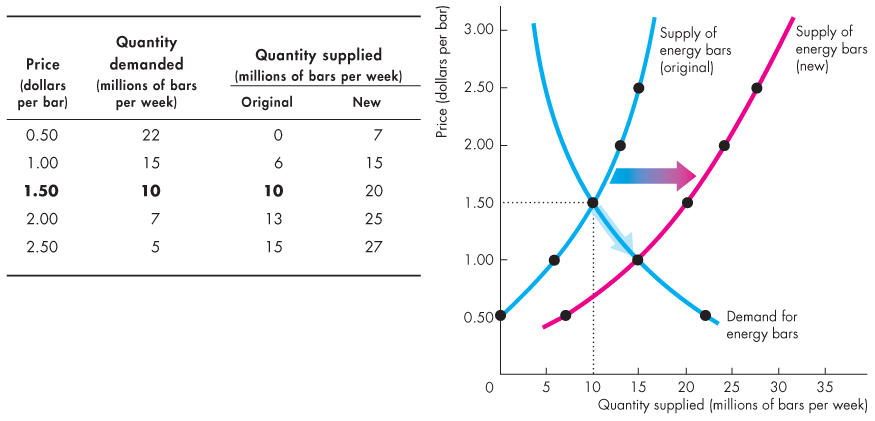 Price
(dollars
per bar)
Quantity
demanded
(millions of bars
per week)
Quantity supplied
(millions of bars per week)
Original New
0.50 22 0 7
1.00 15 6 15
1.50 10 10 20
2.00 7 13 25
2.50 5 15 27
Price (dollars per bar)
3.00
2.50
2.00
1.50
1.00
0.50
Supply of
energy bars
(original)
Supply of
energy bars
(new)
Demand for
energy bars
0 5 10 15 20 25 30 35
Quantity supplied (millions of bars per week)